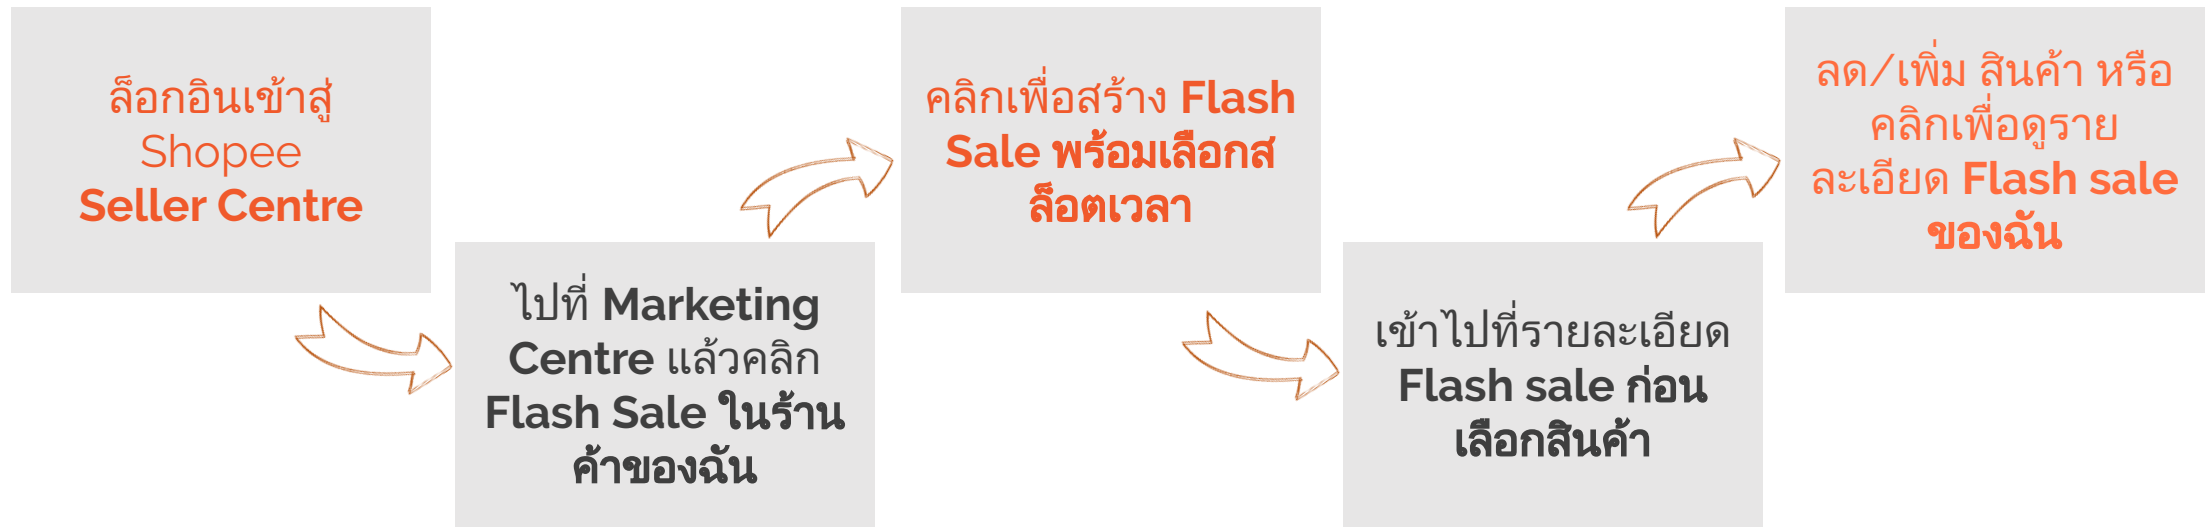 ล็อกอินเข้าสู่
Shopee
Seller Centre
ไปที่ Marketing
Centre แล้วคลิก
Flash Sale ในร้าน
ค้าของฉัน
คลิกเพื่อสร้าง Flash
Sale พร้อมเลือกส
ล็อตเวลา
เข้าไปที่รายละเอียด
Flash sale ก่อน
เลือกสินค้า
ลด/เพิ่ม สินค้า หรือ
คลิกเพื่อดูราย
ละเอียด Flash sale
ของฉัน